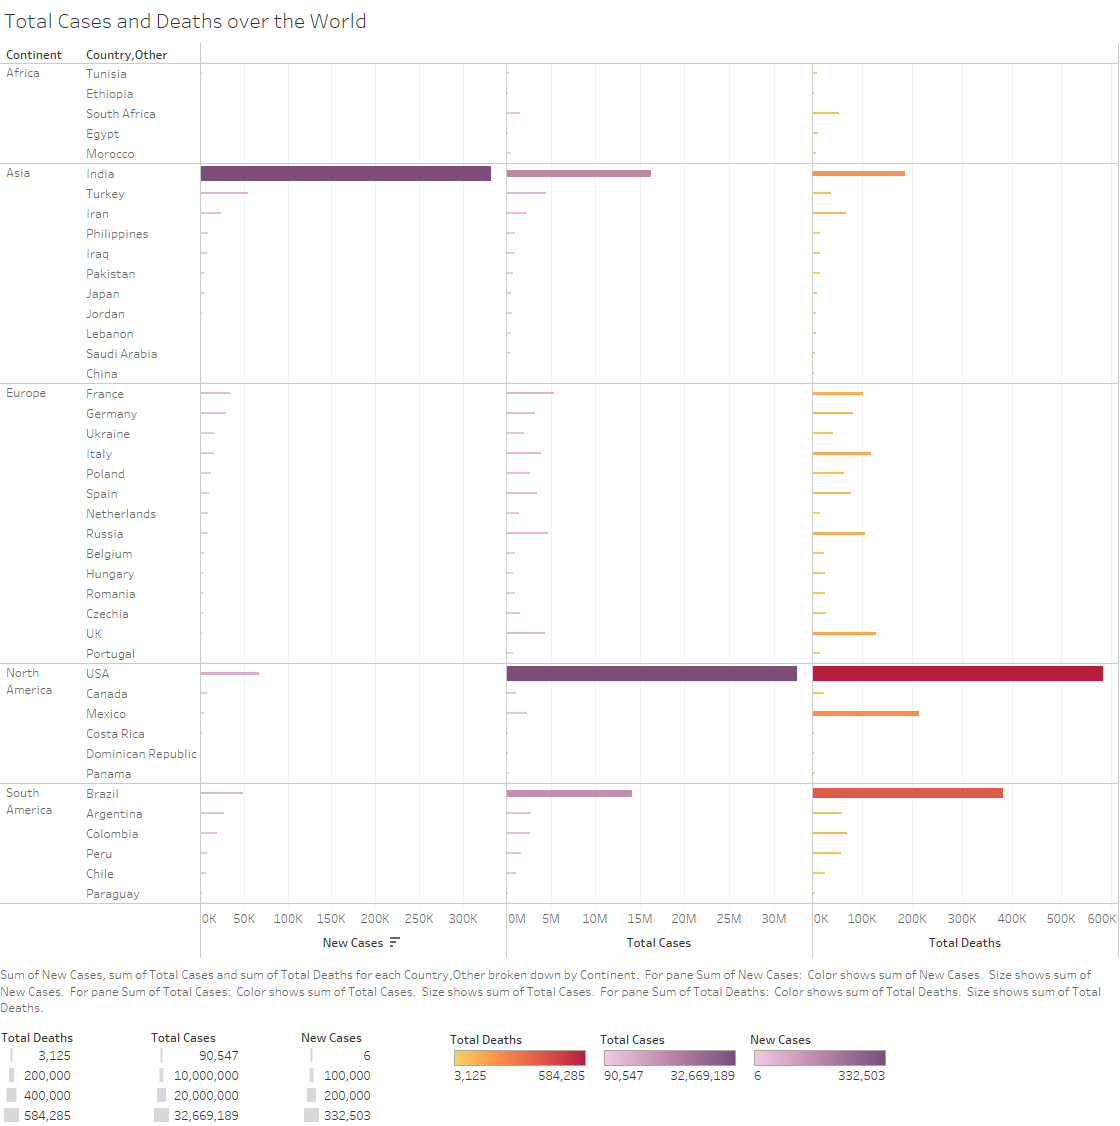 Total Cases and Deaths over the World
Continent Country,Other
Africa Tunisia
Ethiopia
South Africa
Egypt
Morocco
Asia India
Turkey
Iran
Philippines
Iraq
Pakistan
Japan
Jordan
Lebanon
Saudi Arabia
China
Europe France
Germany
Ukraine
Italy
Poland
Spain
Netherlands
Russia
Belgium
Hungary
Romania
Czechia
UK
Portugal
North America USA
Canada
Mexico
Costa Rica
Dominican Republic
Panama
South America Brazil
Argentina
Colombia
Peru
Chile
Paraguay
0K 50K 100K 150K 200K 250K 300K 0M 5M 10M 15M 20M 25M 30M 0K 100K 200K 300K 400K 500K 600K
New Cases Total Cases Total Deaths
Sum of New Cases, sum of Total Cases and sum of Total Deaths for each Country,Other broken down by Continent. For pane Sum of New Cases: Color shows sum of New Cases. Size shows sum of
New Cases. For pane Sum of Total Cases: Color shows sum of Total Cases. Size shows sum of Total Cases. For pane Sum of Total Deaths: Color shows sum of Total Deaths. Size shows sum of Total
Deaths.
Total Deaths
3,125
200,000
400,000
584,285
Total Cases
90,547
10,000,000
20,000,000
32,669,189
New Cases
6
100,000
200,000
332,503
Total Deaths
3,125 584,285
Total Cases
90,547 32,669,189
New Cases
6 332,503